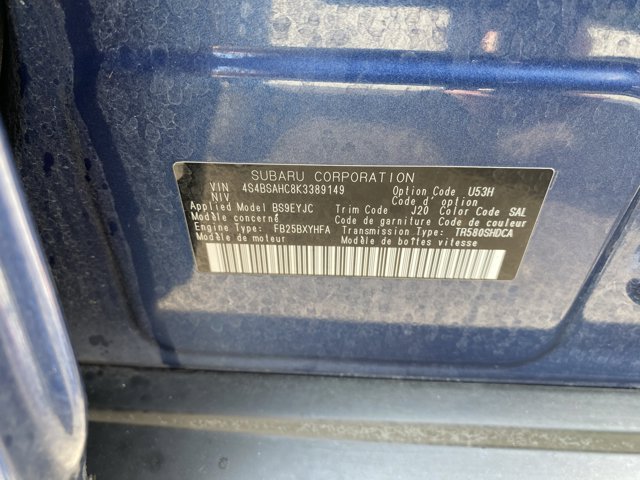 SUBARU CORPORATION
VIN 4S4BSAHC8K3389149 Option Code U53H
NIV Code d'option
Applied Model BS9EYJC Trim Code J20 Color Code SAL
Modèle concerné Code de garniture Code de couleur
Engine Type: FB25BXYHFA Transmission Type: TR580SHDCA
Modèle de moteur Modèle de boîtes vitesse